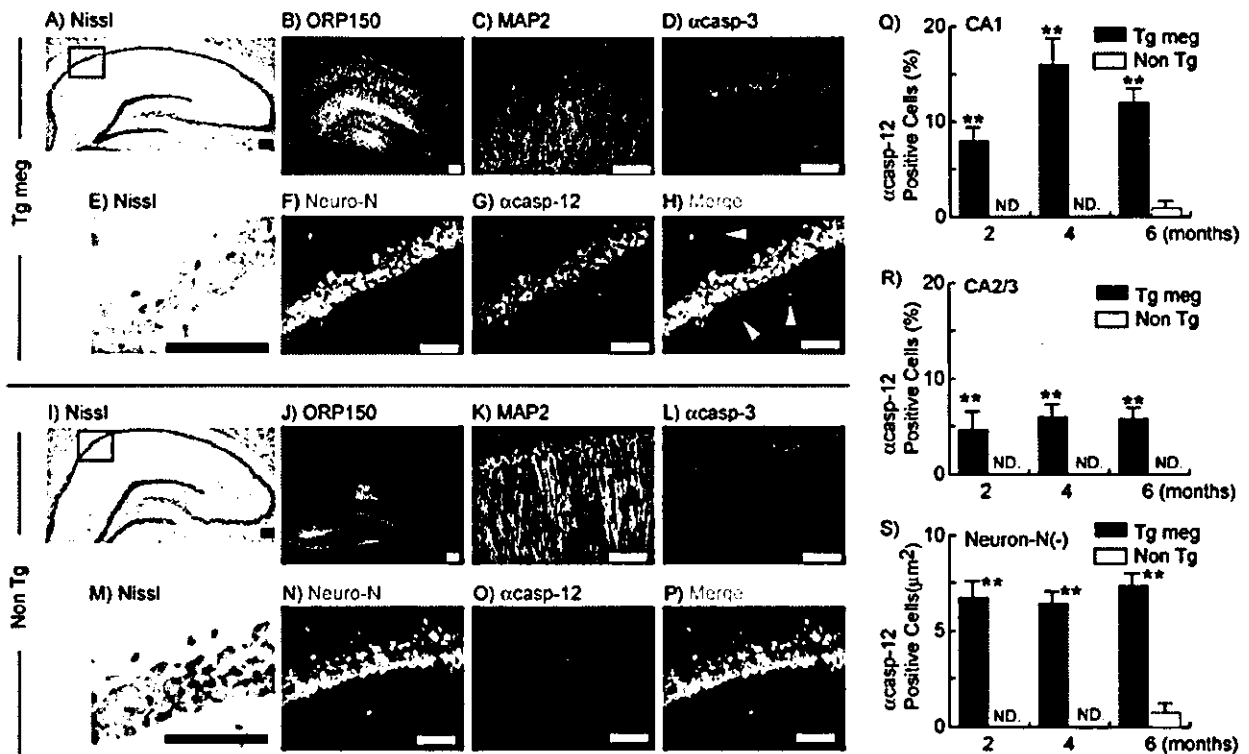 A) Nissl
B) ORP150
C) MAP2
D) αcasp-3
Tg meg
E) Nissl
F) Neuro-N
G) αcasp-12
H) Merge
I) Nissl
J) ORP150
K) MAP2
L) αcasp-3
Non Tg
M) Nissl
N) Neuro-N
O) αcasp-12
P) Merge
Q) CA1
Tg meg
Non Tg
αcasp-12
Positive Cells (%)
20
10
0
**
**
**
ND.
ND.
2 4 6 (months)
R) CA2/3
Tg meg
Non Tg
αcasp-12
Positive Cells (%)
20
10
0
**
**
**
ND.
ND.
ND.
2 4 6 (months)
S) Neuron-N(-)
Tg meg
Non Tg
αcasp-12
Positive Cells(μm2)
10
5
0
**
**
**
ND.
ND.
2 4 6 (months)